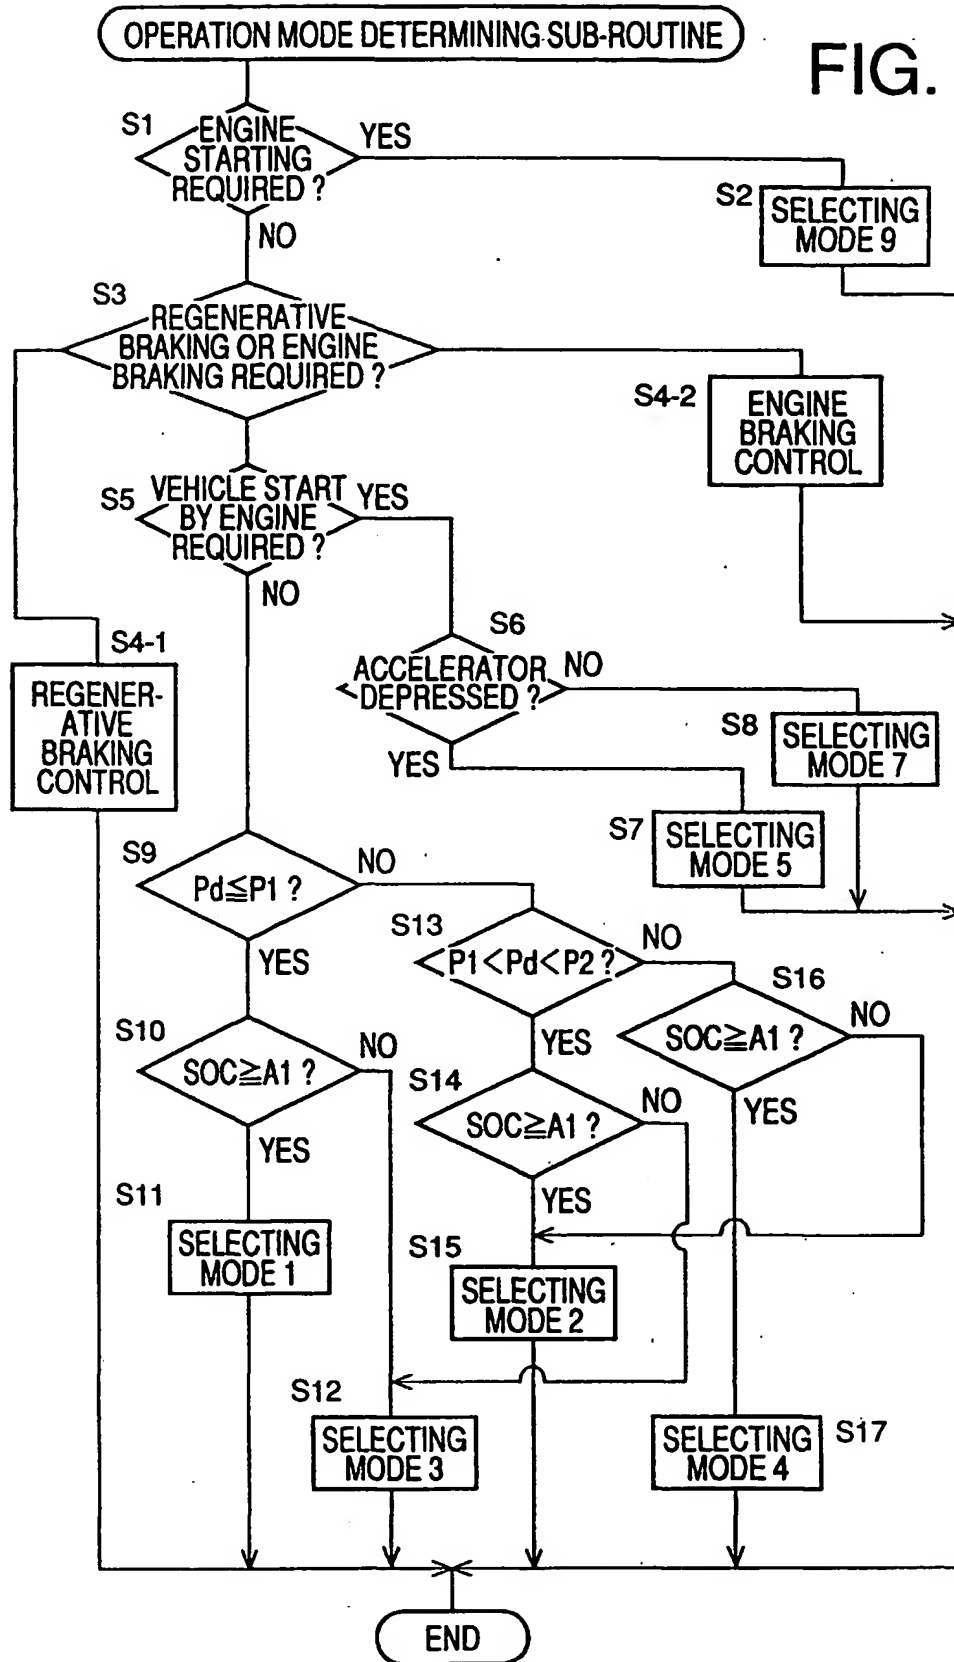 OPERATION MODE DETERMINING SUB-ROUTINE
FIG.
S1
ENGINE
STARTING
REQUIRED ?
YES
NO
S2
SELECTING
MODE 9
S3
REGENERATIVE
BRAKING OR ENGINE
BRAKING REQUIRED ?
S4-2
ENGINE
BRAKING
CONTROL
S5
VEHICLE START
BY ENGINE
REQUIRED ?
YES
NO
S4-1
REGENER-
ATIVE
BRAKING
CONTROL
S6
ACCELERATOR
DEPRESSED ?
NO
YES
S8
SELECTING
MODE 7
S7
SELECTING
MODE 5
S9
Pd≦P1 ?
NO
YES
S13
P1<Pd<P2 ?
NO
YES
S16
SOC≧A1 ?
NO
YES
S10
SOC≧A1 ?
NO
YES
S14
SOC≧A1 ?
NO
YES
S11
SELECTING
MODE 1
S15
SELECTING
MODE 2
S12
SELECTING
MODE 3
SELECTING
MODE 4
S17
END